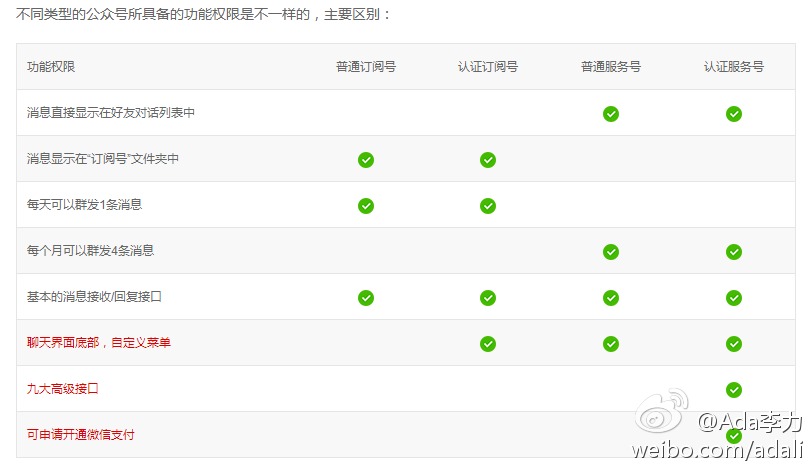 不同类型的公众号所具备的功能权限是不一样的，主要区别：
功能权限 普通订阅号 认证订阅号 普通服务号 认证服务号
消息直接显示在好友对话列表中
消息显示在“订阅号”文件夹中
每天可以群发1条消息
每个月可以群发4条消息
基本的消息接收/回复接口
聊天界面底部，自定义菜单
九大高级接口
可申请开通微信支付
@Ada李力
weibo.com/adali